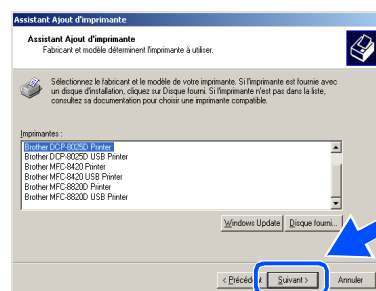 Assistant Ajout d'imprimante
Assistant Ajout d'imprimante
Fabricant et modèle déterminent l'imprimante à utiliser.
Sélectionnez le fabricant et le modèle de votre imprimante. Si l'imprimante est fournie avec
un disque d'installation, cliquez sur Disque fourni. Si l'imprimante n'est pas dans la liste,
consultez sa documentation pour choisir une imprimante compatible.
Imprimantes :
Brother DCP-8025D Printer
Brother DCP-8025D USB Printer
Brother MFC-8420 Printer
Brother MFC-8420 USB Printer
Brother MFC-8820D Printer
Brother MFC-8820D USB Printer
Windows Update Disque fourni...
< Précédent Suivant > Annuler